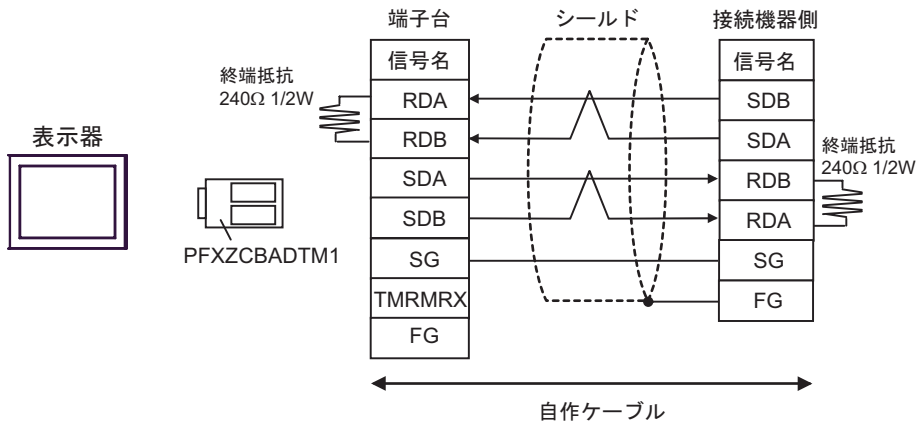 端子台
シールド
接続機器側
終端抵抗
240Ω 1/2W
信号名
RDA
RDB
SDA
SDB
SG
TMRMRX
FG
信号名
SDB
SDA
RDB
RDA
SG
FG
終端抵抗
240Ω 1/2W
表示器
PFXZCBADTM1
自作ケーブル